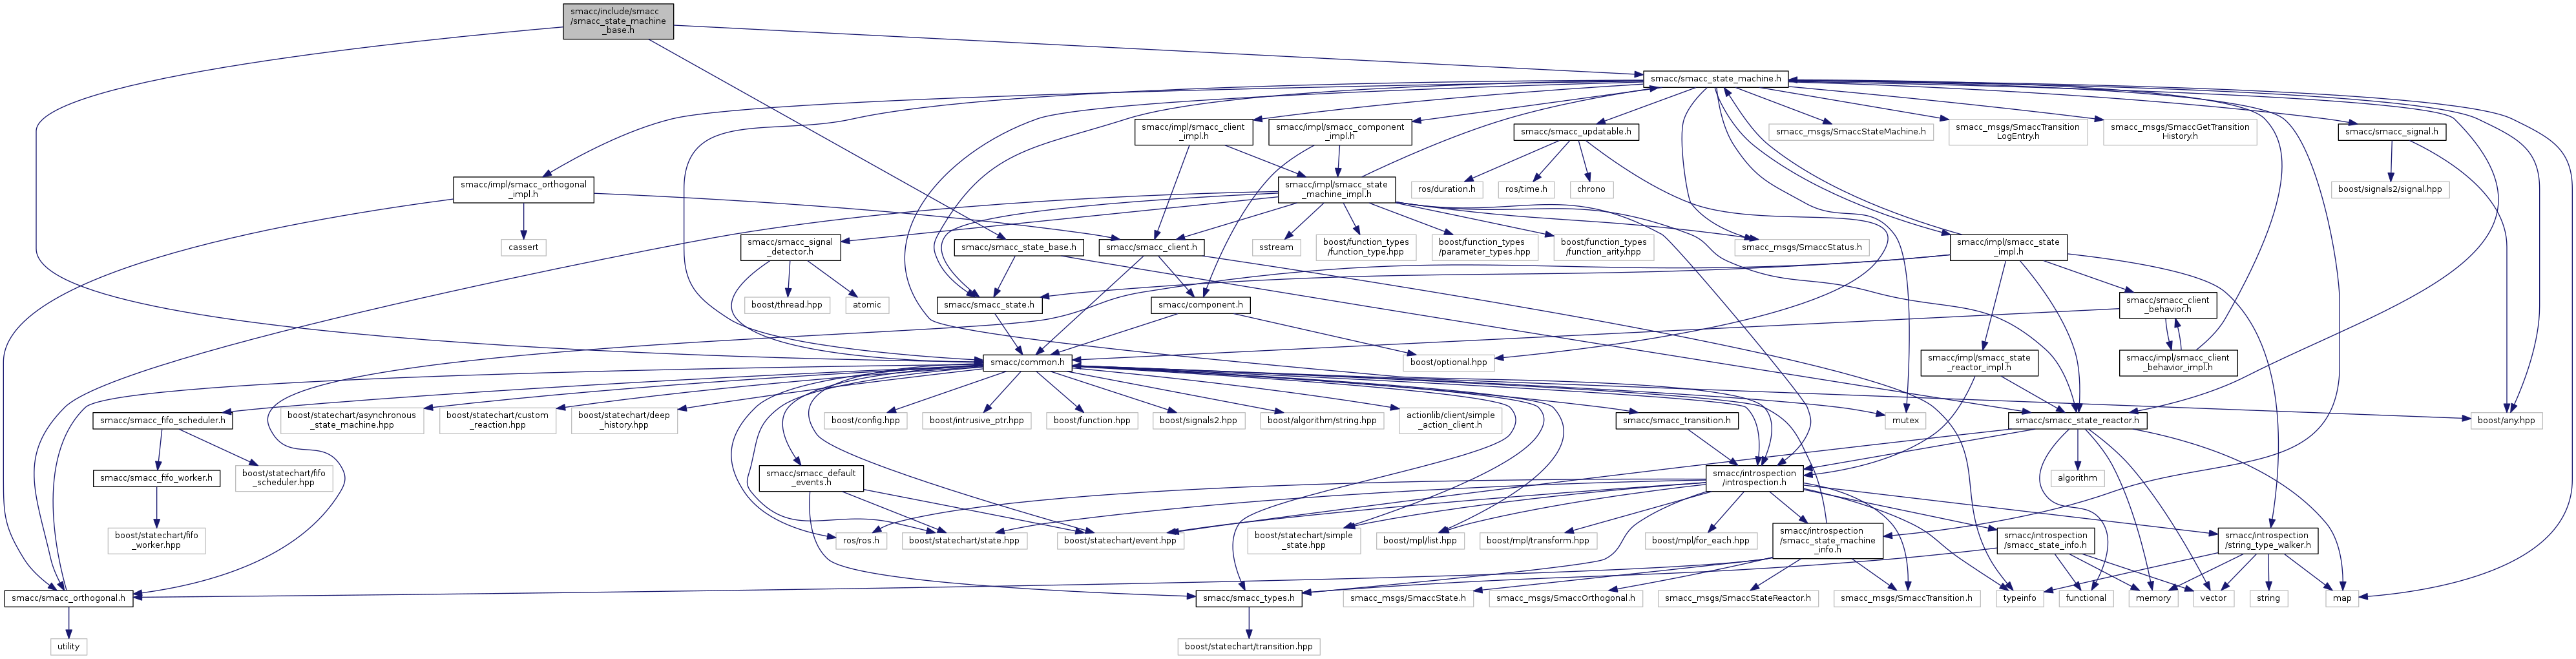 smacc/include/smacc
/smacc_state_machine
_base.h
smacc/smacc_state_machine.h
smacc/impl/smacc_client
_impl.h
smacc/impl/smacc_component
_impl.h
smacc/smacc_updatable.h
smacc_msgs/SmaccStateMachine.h
smacc_msgs/SmaccTransition
LogEntry.h
smacc_msgs/SmaccGetTransition
History.h
smacc/smacc_signal.h
smacc/impl/smacc_orthogonal
_impl.h
smacc/impl/smacc_state
_machine_impl.h
ros/duration.h
ros/time.h
chrono
boost/signals2/signal.hpp
cassert
smacc/smacc_signal
_detector.h
smacc/smacc_state_base.h
smacc/smacc_client.h
sstream
boost/function_types
/function_type.hpp
boost/function_types
/parameter_types.hpp
boost/function_types
/function_arity.hpp
smacc_msgs/SmaccStatus.h
smacc/impl/smacc_state
_impl.h
boost/thread.hpp
atomic
smacc/smacc_state.h
smacc/component.h
smacc/smacc_client
_behavior.h
smacc/common.h
boost/optional.hpp
smacc/impl/smacc_state
_reactor_impl.h
smacc/impl/smacc_client
_behavior_impl.h
smacc/smacc_fifo_scheduler.h
boost/statechart/asynchronous
_state_machine.hpp
boost/statechart/custom
_reaction.hpp
boost/statechart/deep
_history.hpp
boost/config.hpp
boost/intrusive_ptr.hpp
boost/function.hpp
boost/signals2.hpp
boost/algorithm/string.hpp
actionlib/client/simple
_action_client.h
smacc/smacc_transition.h
mutex
smacc/smacc_state_reactor.h
boost/any.hpp
smacc/smacc_fifo_worker.h
boost/statechart/fifo
_scheduler.hpp
smacc/smacc_default
_events.h
smacc/introspection
/introspection.h
algorithm
boost/statechart/fifo
_worker.hpp
ros/ros.h
boost/statechart/state.hpp
boost/statechart/event.hpp
boost/statechart/simple
_state.hpp
boost/mpl/list.hpp
boost/mpl/transform.hpp
boost/mpl/for_each.hpp
smacc/introspection
/smacc_state_machine
_info.h
smacc/introspection
/smacc_state_info.h
smacc/introspection
/string_type_walker.h
smacc/smacc_orthogonal.h
smacc/smacc_types.h
smacc_msgs/SmaccState.h
smacc_msgs/SmaccOrthogonal.h
smacc_msgs/SmaccStateReactor.h
smacc_msgs/SmaccTransition.h
typeinfo
functional
memory
vector
string
map
utility
boost/statechart/transition.hpp